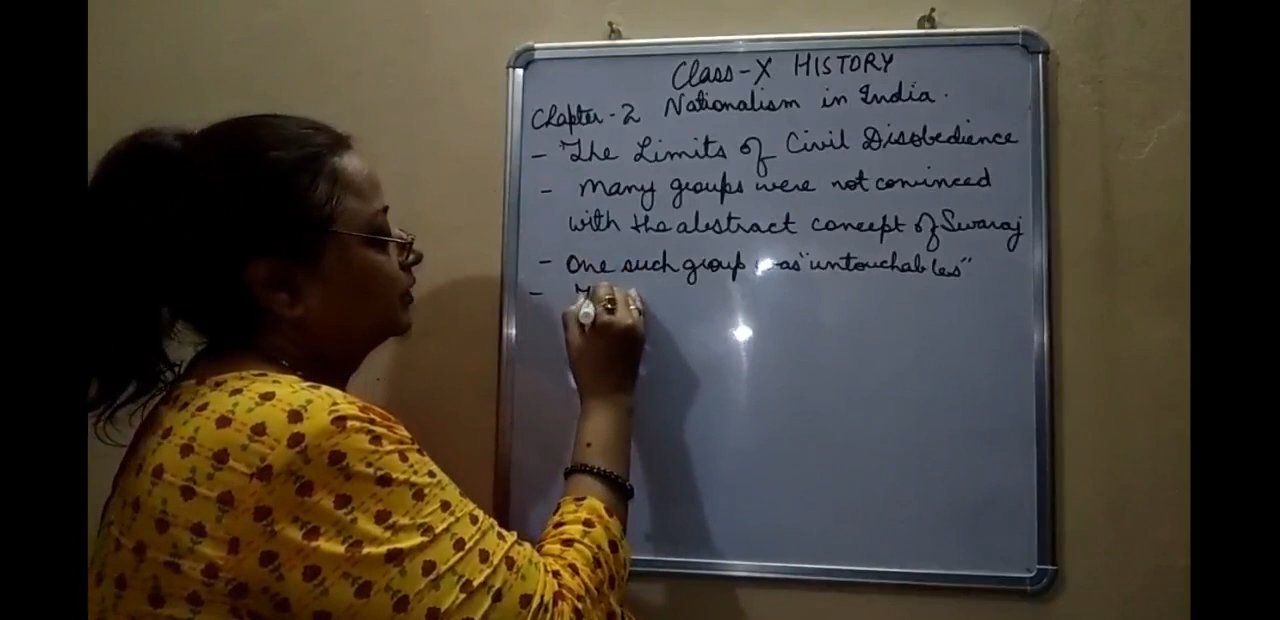 Class-X HISTORY
Chapter-2 Nationalism in India.
- The Limits of Civil Disobedience
- Many groups were not convinced
with the abstract concept of Swaraj
- One such group was "untouchables"
-